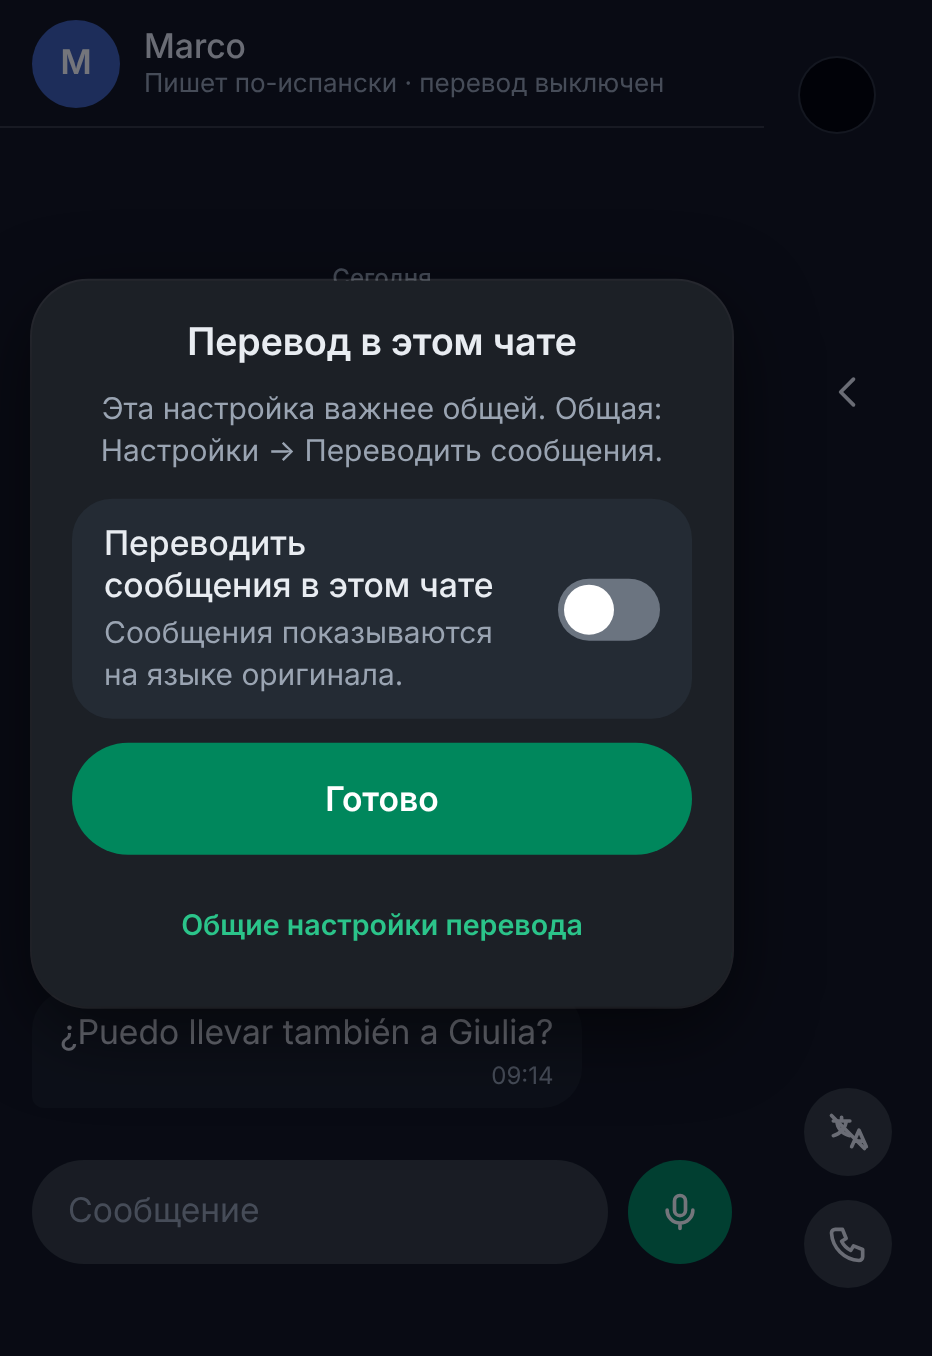 M
Marco
Пишет по-испански · перевод выключен
Сегодня
Перевод в этом чате
Эта настройка важнее общей. Общая:
Настройки → Переводить сообщения.
Переводить
сообщения в этом чате
Сообщения показываются
на языке оригинала.
Готово
Общие настройки перевода
¿Puedo llevar también a Giulia?
09:14
Сообщение